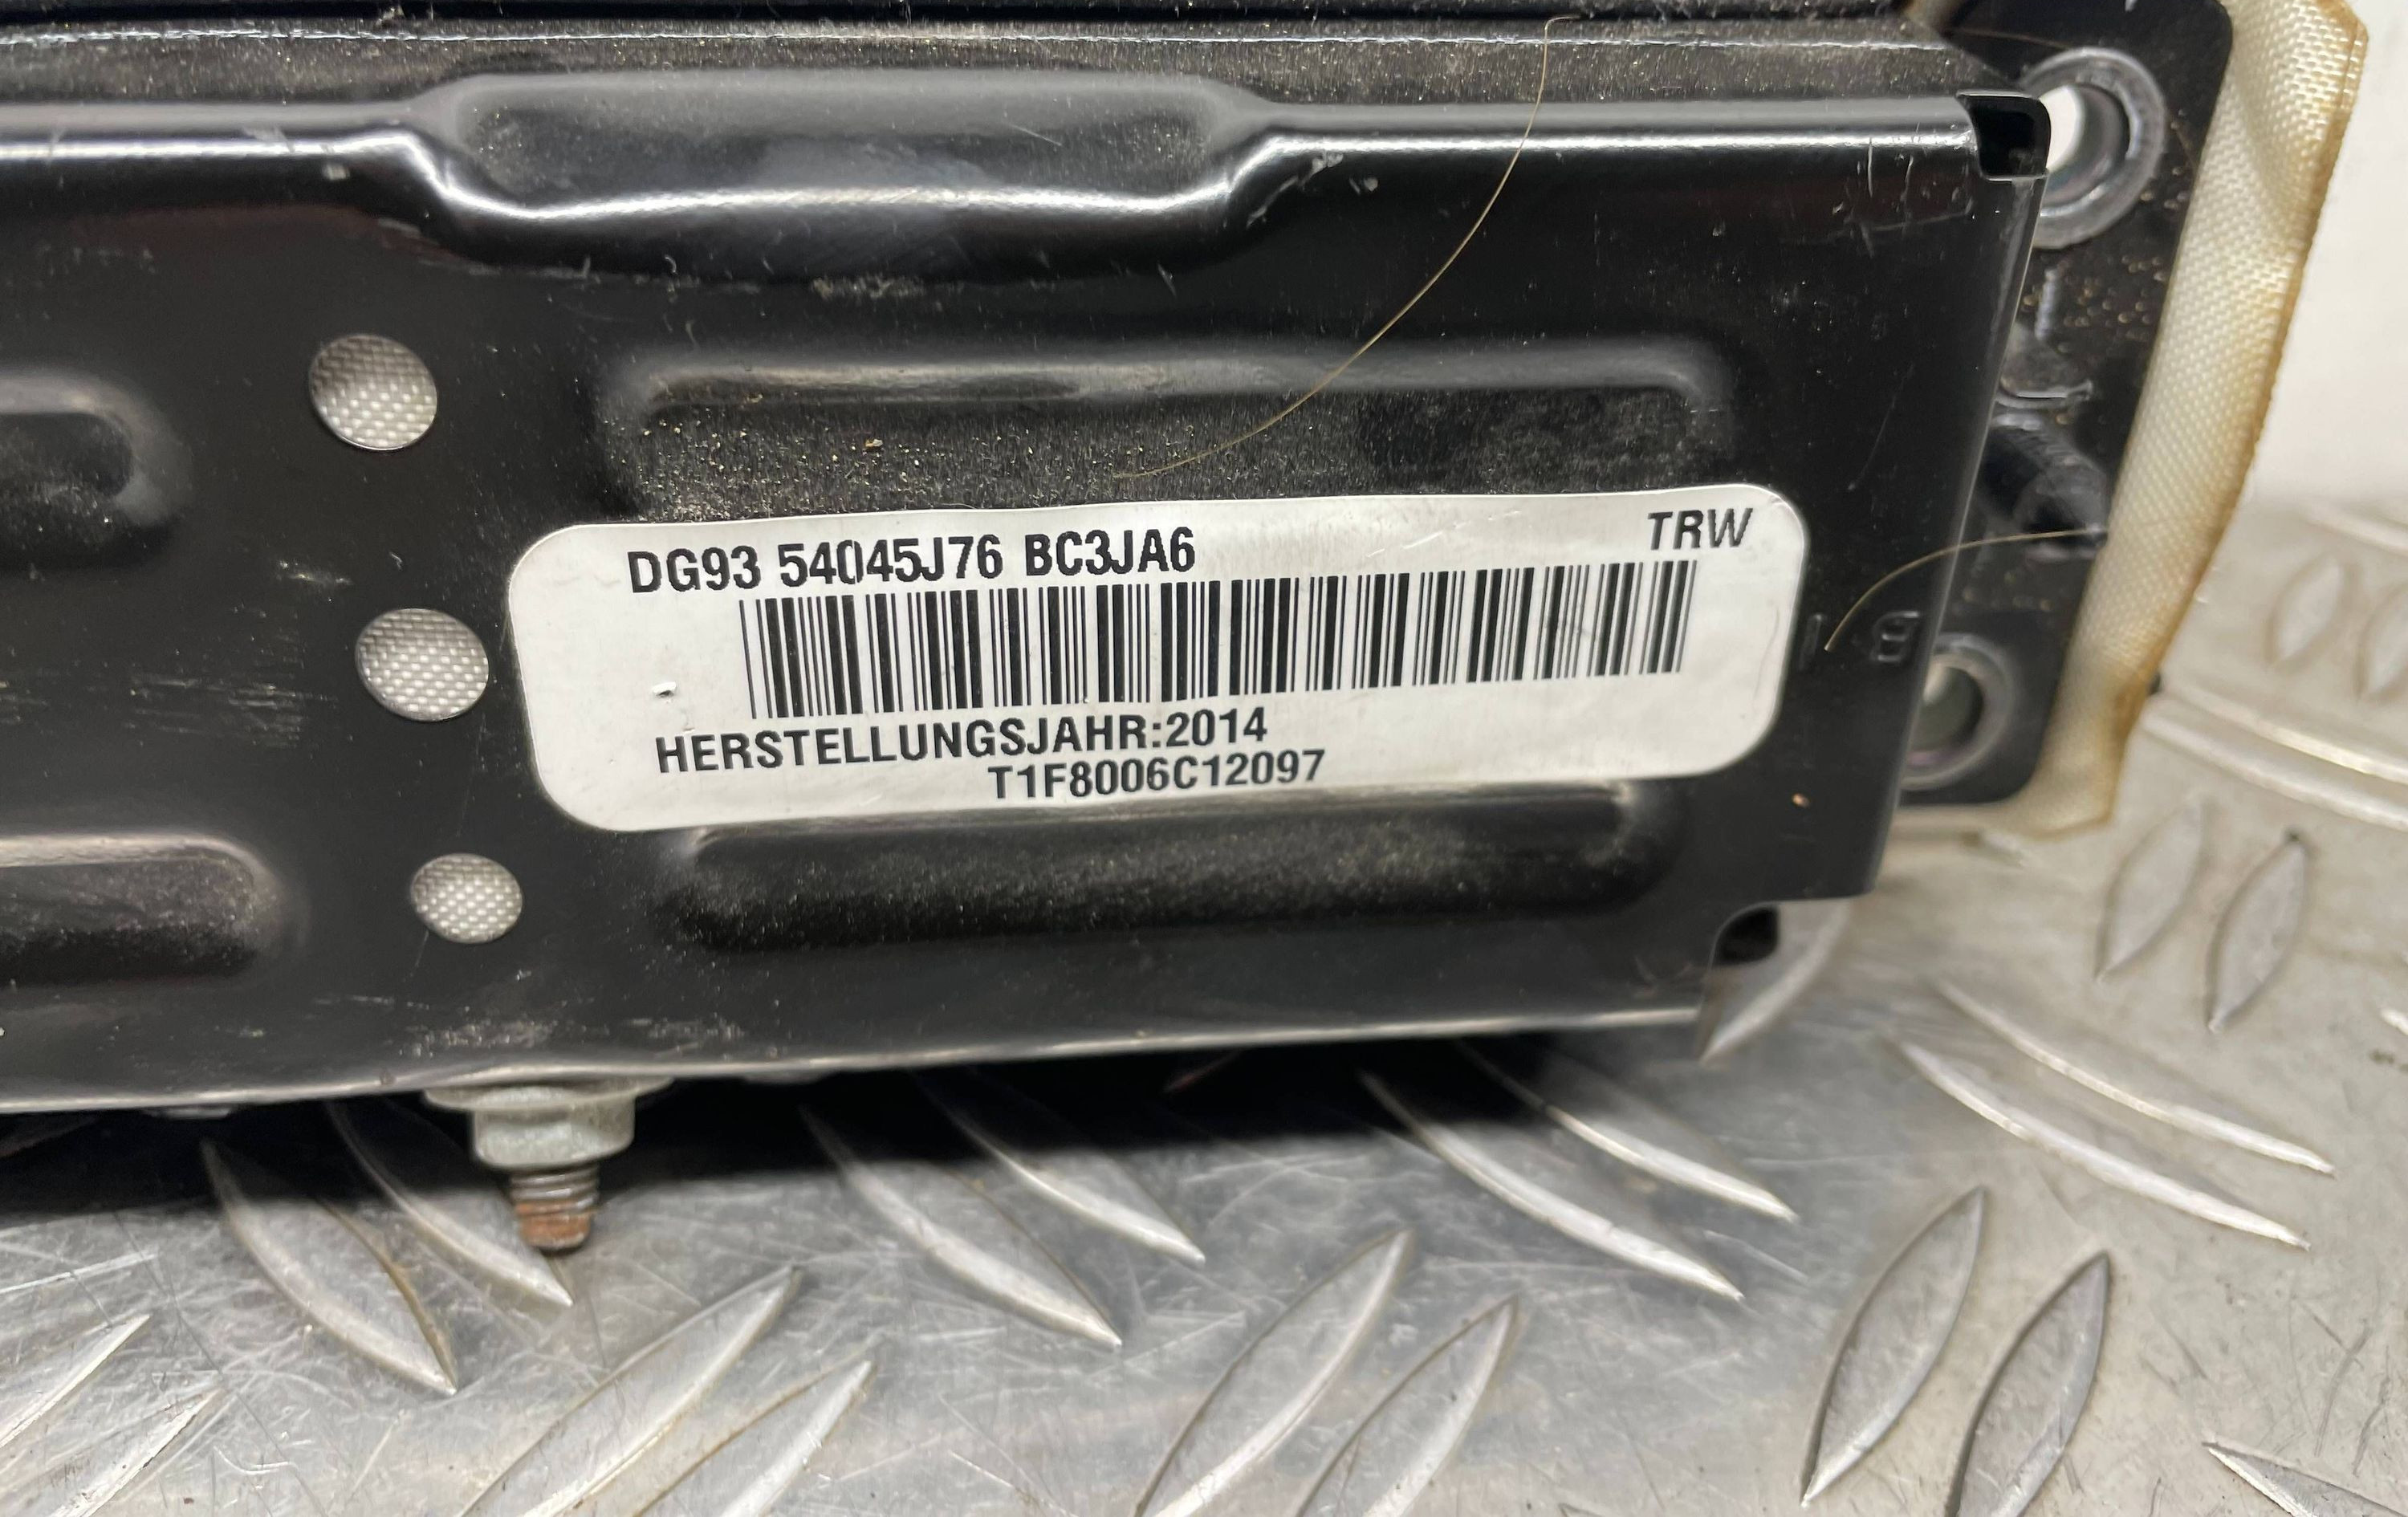 TRW
DG93 54045J76 BC3JA6
HERSTELLUNGSJAHR:2014
T1F8006C12097